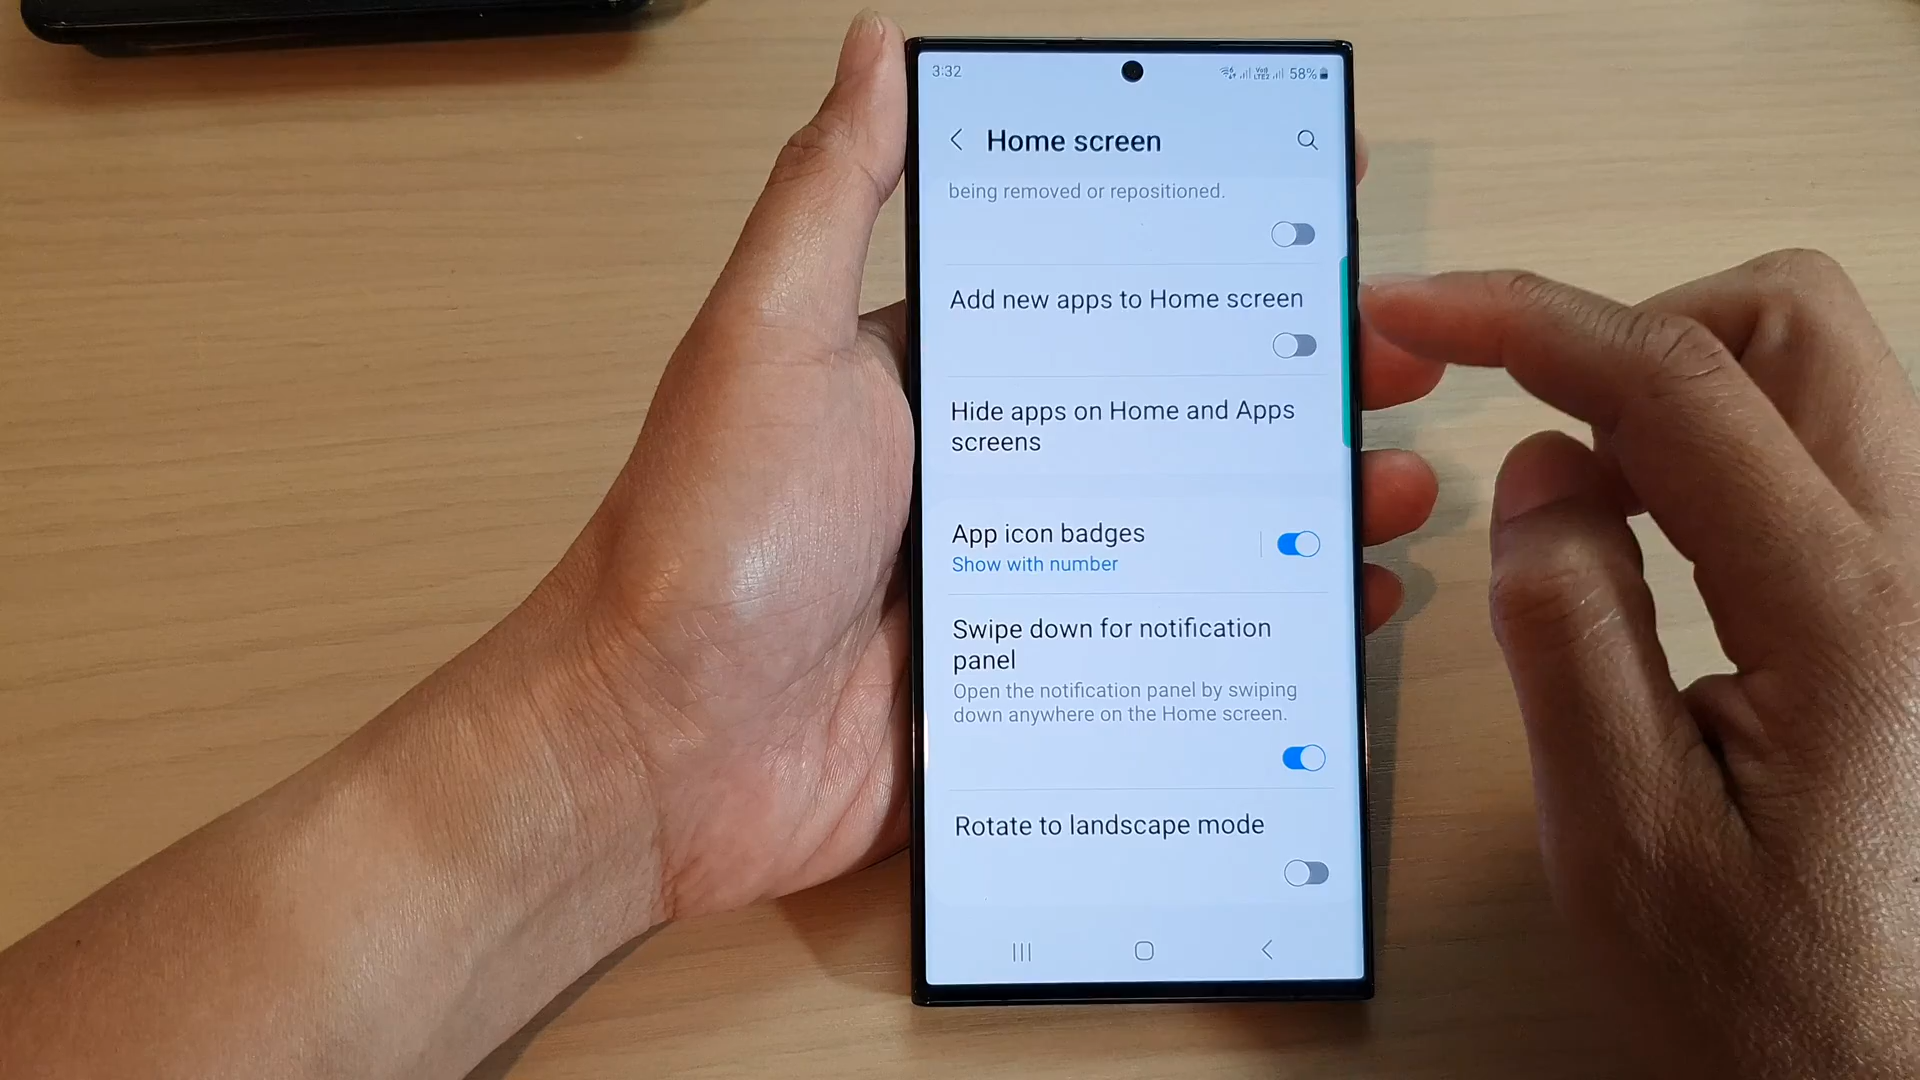 3:32
58%
Home screen
being removed or repositioned.
Add new apps to Home screen
Hide apps on Home and Apps
screens
App icon badges
Show with number
Swipe down for notification
panel
Open the notification panel by swiping
down anywhere on the Home screen.
Rotate to landscape mode